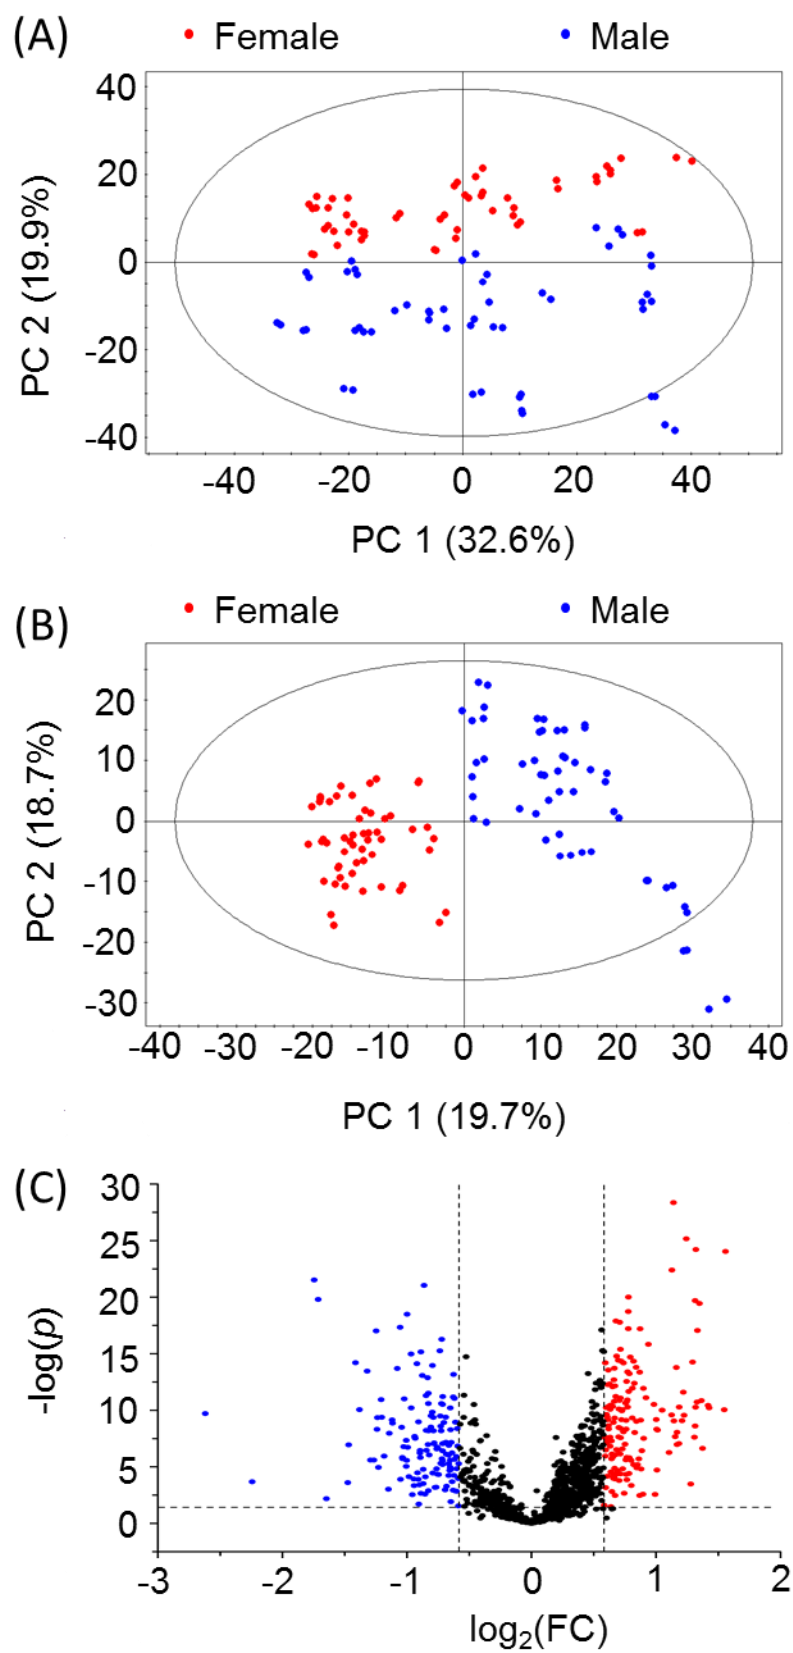 (A) Female Male
40
20
0
-20
-40
PC 2 (19.9%)
-40 -20 0 20 40
PC 1 (32.6%)
(B) Female Male
20
10
0
-10
-20
-30
PC 2 (18.7%)
-40 -30 -20 -10 0 10 20 30 40
PC 1 (19.7%)
(C)
30
25
20
15
10
5
0
-log(p)
-3 -2 -1 0 1 2
log₂(FC)